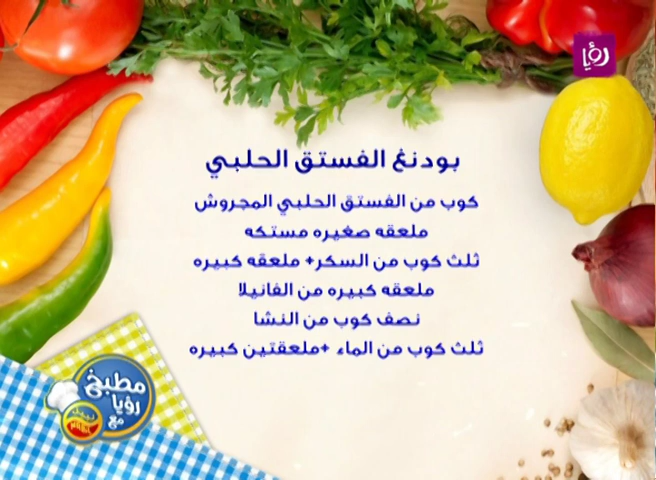 رؤيا
بودنغ الفستق الحلبي
كوب من الفستق الحلبي المجروش
ملعقه صغيره مستكه
ثلث كوب من السكر+ ملعقه كبيره
ملعقه كبيره من الفانيلا
نصف كوب من النشا
ثلث كوب من الماء +ملعقتين كبيره
مطبخ
رؤيا
مع